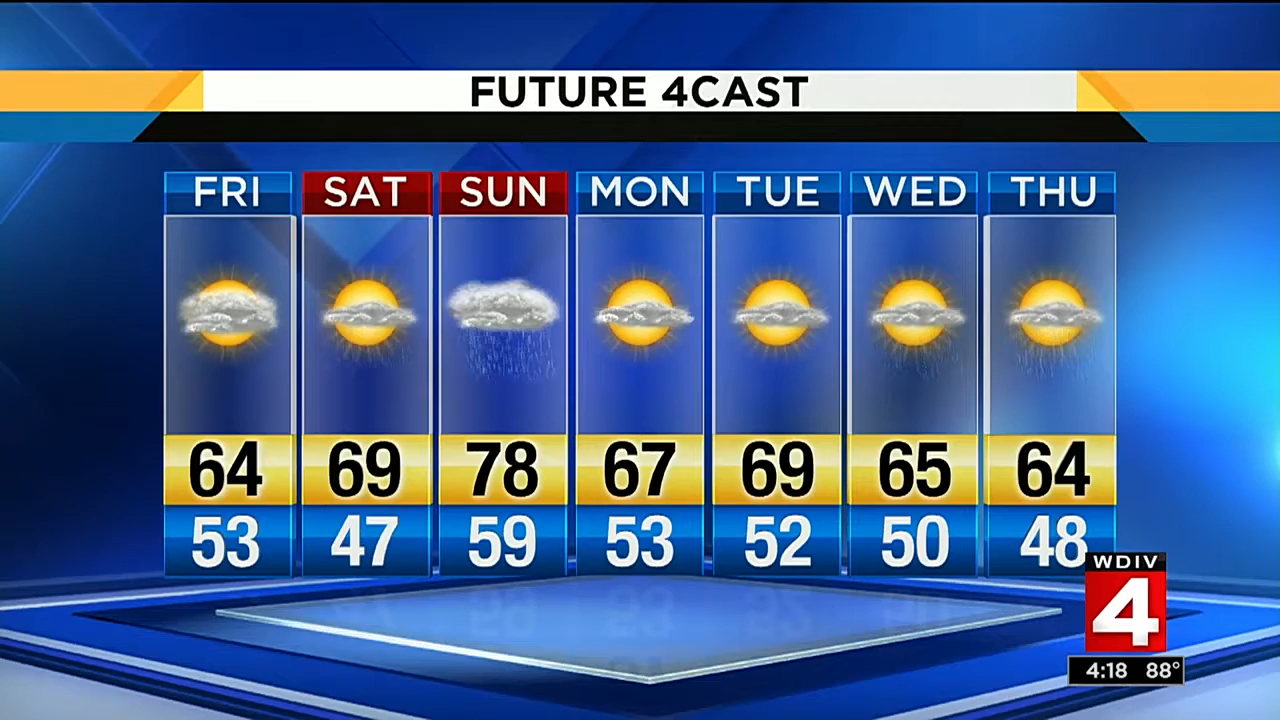 FUTURE 4CAST
FRI SAT SUN MON TUE WED THU
64 69 78 67 69 65 64
53 47 59 53 52 50 48
WDIV
4
4:18 88°